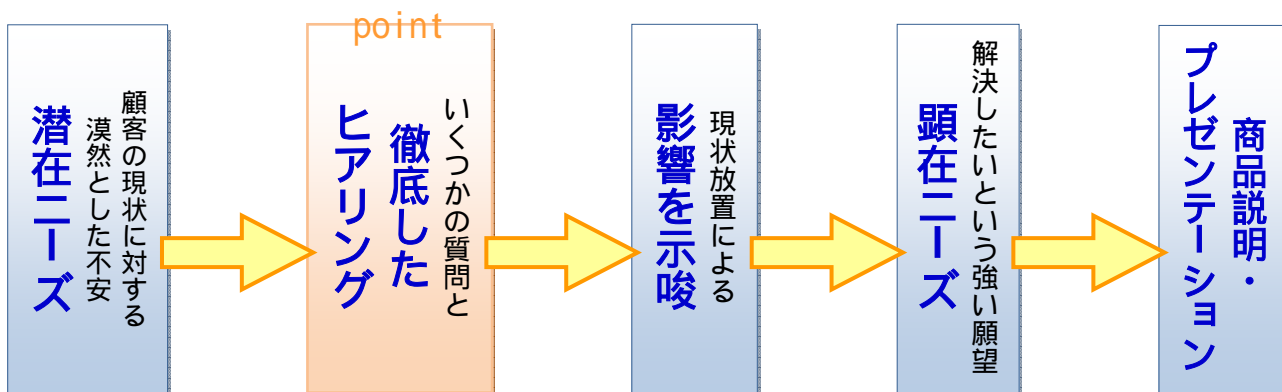 point
顧客の現状に対する
漠然とした不安
潜在ニーズ
いくつかの質問と
徹底した
ヒアリング
現状放置による
影響を示唆
解決したいという強い願望
顕在ニーズ
商品説明・
プレゼンテーション